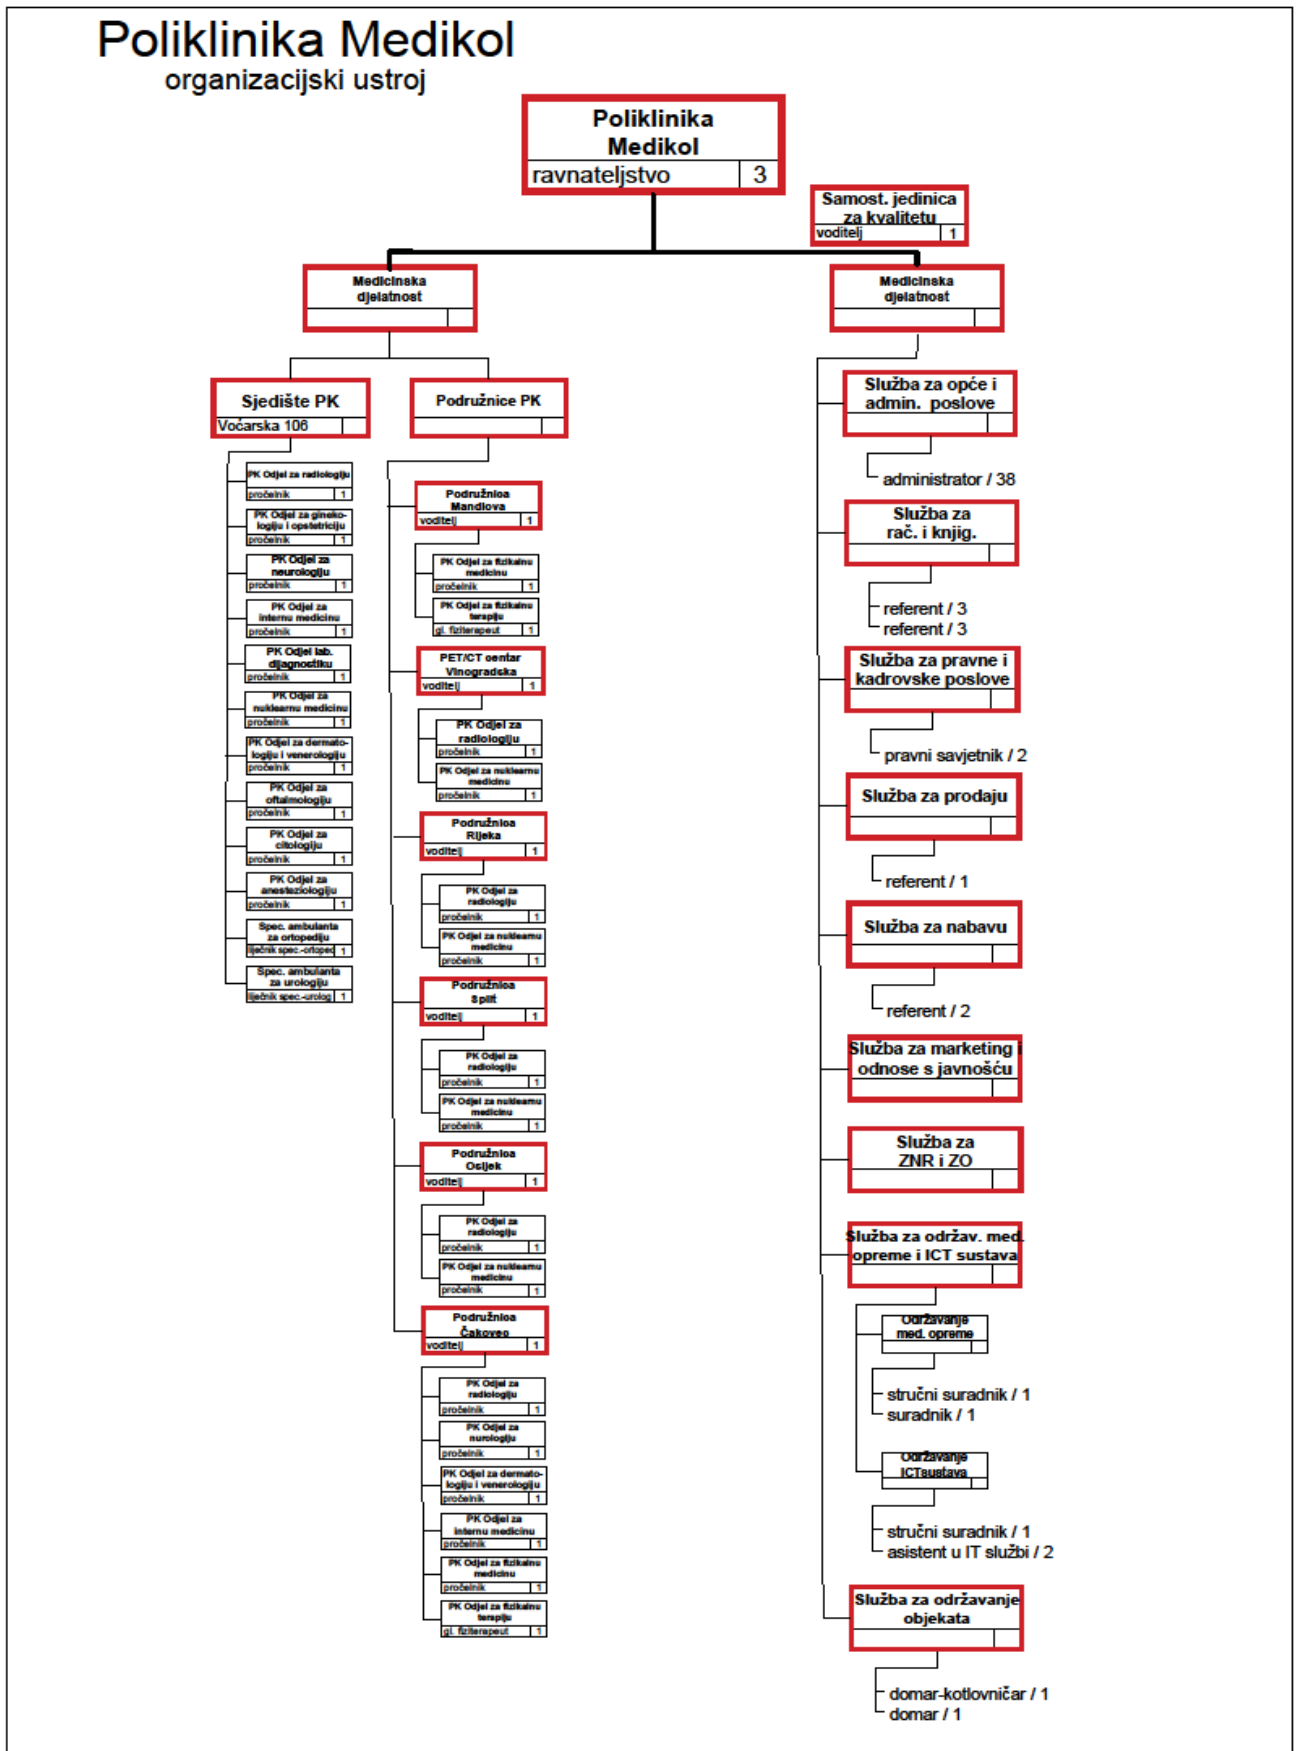 Poliklinika Medikol
organizacijski ustroj
Poliklinika
Medikol
ravnateljstvo 3
Samost. jedinica
za kvalitetu
voditelj 1
Medicinska
djelatnost
Sjedište PK
Voćarska 106
PK Odjel za radiologiju
pročelnik 1
PK Odjel za gineko-
logiju i opstetriciju
pročelnik 1
PK Odjel za
neurologiju
pročelnik 1
PK Odjel za
internu medicinu
pročelnik 1
PK Odjel lab.
dijagnostiku
pročelnik 1
PK Odjel za
nuklearnu medicinu
pročelnik 1
PK Odjel za dermato-
logiju i venerologiju
pročelnik 1
PK Odjel za
oftalmologiju
pročelnik 1
PK Odjel za
citologiju
pročelnik 1
PK Odjel za
anesteziologiju
pročelnik 1
Spec. ambulanta
za ortopediju
liječnik spec.-ortoped 1
Spec. ambulanta
za urologiju
liječnik spec.-urolog 1
Podružnice PK
Podružnica
Mandlova
voditelj 1
PK Odjel za fizikalnu
medicinu
pročelnik 1
PK Odjel za fizikalnu
terapiju
gl. fiziterapeut 1
PET/CT centar
Vinogradska
voditelj 1
PK Odjel za
radiologiju
pročelnik 1
PK Odjel za nuklearnu
medicinu
pročelnik 1
Podružnica
Rijeka
voditelj 1
PK Odjel za
radiologiju
pročelnik 1
PK Odjel za nuklearnu
medicinu
pročelnik 1
Podružnica
Split
voditelj 1
PK Odjel za
radiologiju
pročelnik 1
PK Odjel za nuklearnu
medicinu
pročelnik 1
Podružnica
Osijek
voditelj 1
PK Odjel za
radiologiju
pročelnik 1
PK Odjel za nuklearnu
medicinu
pročelnik 1
Podružnica
Čakovec
voditelj 1
PK Odjel za
radiologiju
pročelnik 1
PK Odjel za
nurologiju
pročelnik 1
PK Odjel za dermato-
logiju i venerologiju
pročelnik 1
PK Odjel za
internu medicinu
pročelnik 1
PK Odjel za fizikalnu
medicinu
pročelnik 1
PK Odjel za fizikalnu
terapiju
gl. fiziterapeut 1
Medicinska
djelatnost
Služba za opće i
admin. poslove
administrator / 38
Služba za
rač. i knjig.
referent / 3
referent / 3
Služba za pravne i
kadrovske poslove
pravni savjetnik / 2
Služba za prodaju
referent / 1
Služba za nabavu
referent / 2
Služba za marketing i
odnose s javnošću
Služba za
ZNR i ZO
Služba za održav. med.
opreme i ICT sustava
Održavanje
med. opreme
stručni suradnik / 1
suradnik / 1
Održavanje
ICTsustava
stručni suradnik / 1
asistent u IT službi / 2
Služba za održavanje
objekata
domar-kotlovničar / 1
domar / 1